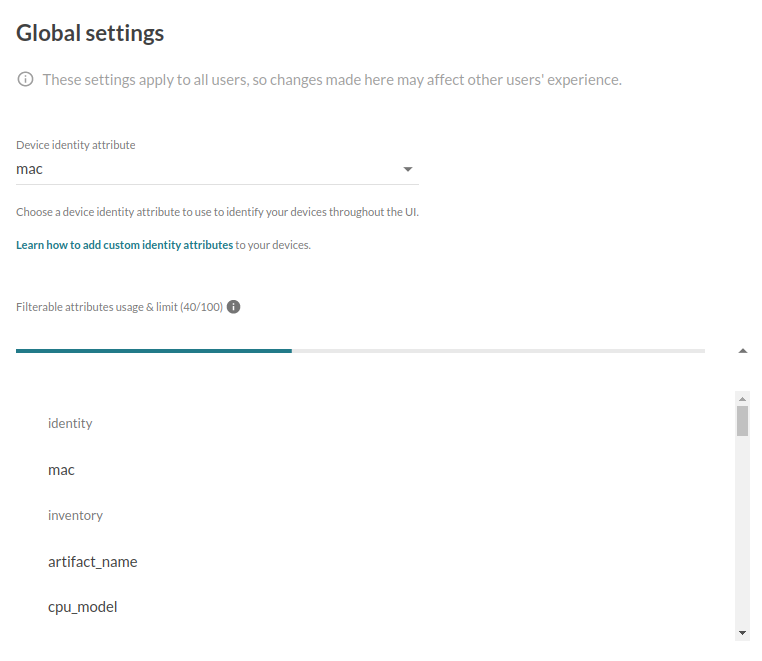 Global settings
These settings apply to all users, so changes made here may affect other users' experience.
Device identity attribute
mac
Choose a device identity attribute to use to identify your devices throughout the UI.
Learn how to add custom identity attributes to your devices.
Filterable attributes usage & limit (40/100)
identity
mac
inventory
artifact_name
cpu_model